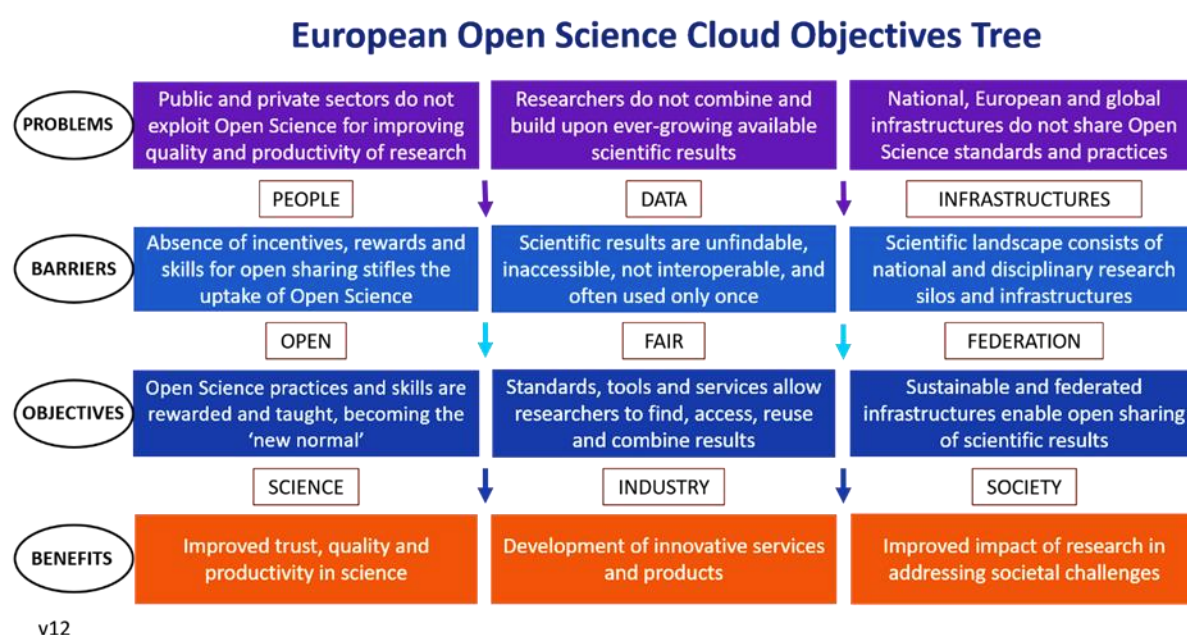 European Open Science Cloud Objectives Tree
PROBLEMS
Public and private sectors do not
exploit Open Science for improving
quality and productivity of research
Researchers do not combine and
build upon ever-growing available
scientific results
National, European and global
infrastructures do not share Open
Science standards and practices
PEOPLE
DATA
INFRASTRUCTURES
BARRIERS
Absence of incentives, rewards and
skills for open sharing stifles the
uptake of Open Science
Scientific results are unfindable,
inaccessible, not interoperable, and
often used only once
Scientific landscape consists of
national and disciplinary research
silos and infrastructures
OPEN
FAIR
FEDERATION
OBJECTIVES
Open Science practices and skills are
rewarded and taught, becoming the
‘new normal’
Standards, tools and services allow
researchers to find, access, reuse
and combine results
Sustainable and federated
infrastructures enable open sharing
of scientific results
SCIENCE
INDUSTRY
SOCIETY
BENEFITS
Improved trust, quality and
productivity in science
Development of innovative services
and products
Improved impact of research in
addressing societal challenges
v12